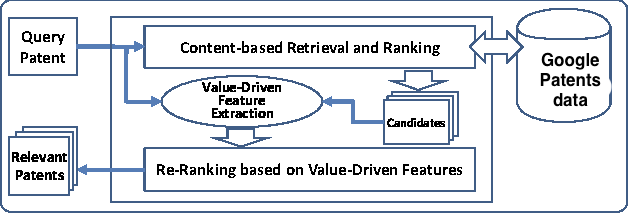 Query
Patent
Content-based Retrieval and Ranking
Google
Patents
data
Value-Driven
Feature
Extraction
Candidates
Relevant
Patents
Re-Ranking based on Value-Driven Features